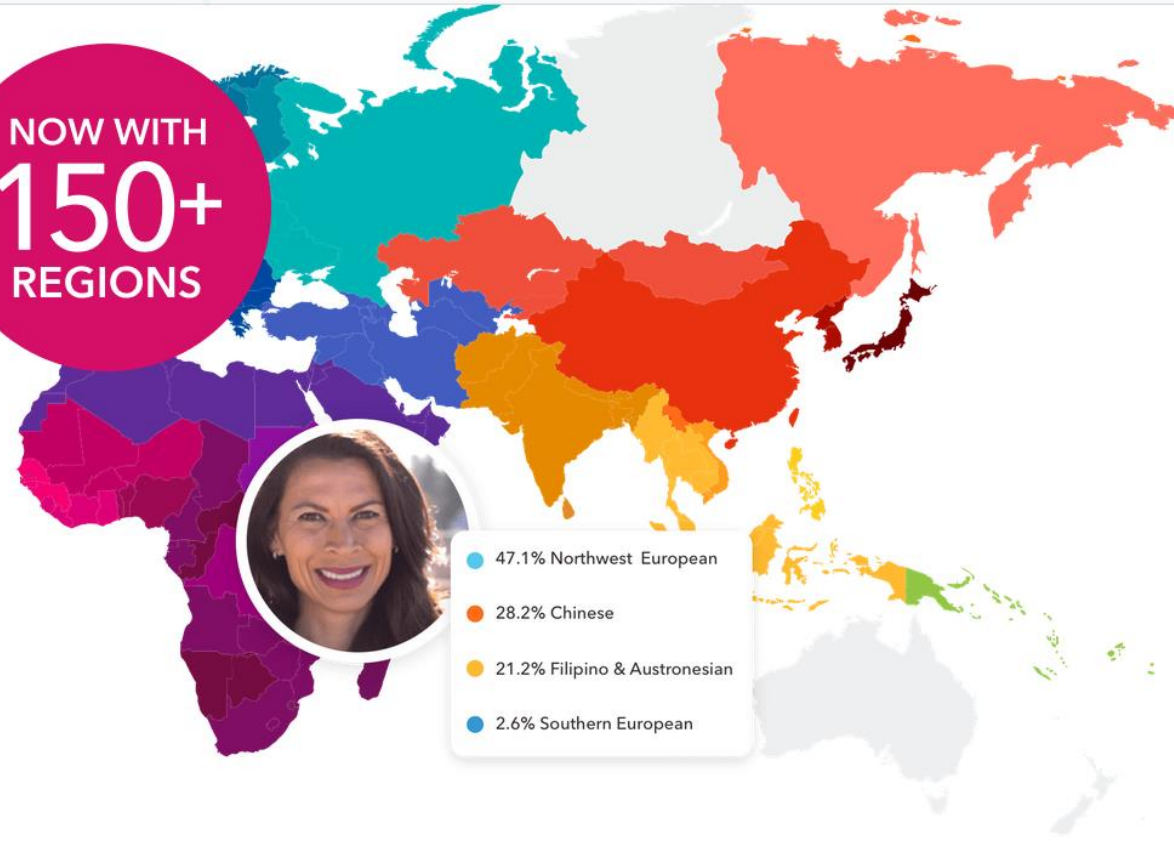 NOW WITH
150+
REGIONS
47.1% Northwest European
28.2% Chinese
21.2% Filipino & Austronesian
2.6% Southern European